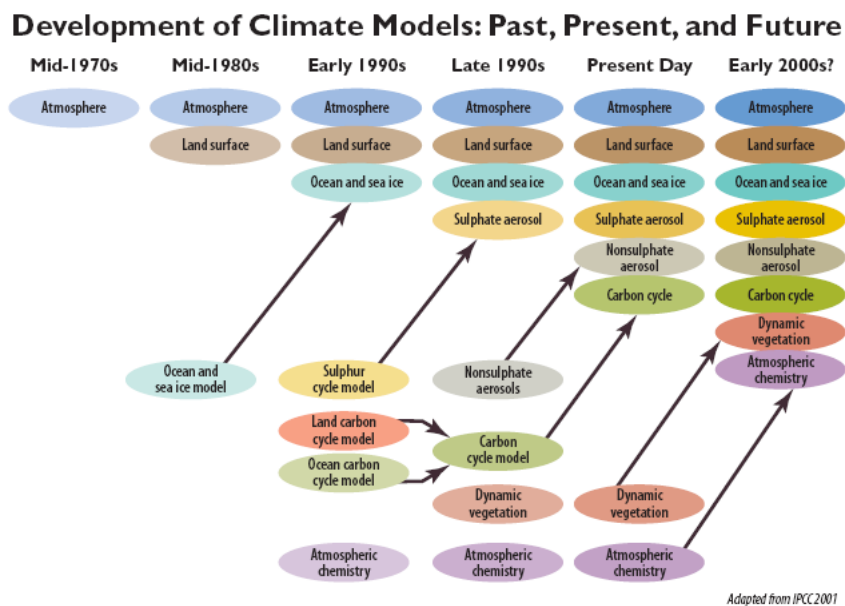 Development of Climate Models: Past, Present, and Future
Mid-1970s Mid-1980s Early 1990s Late 1990s Present Day Early 2000s?
Atmosphere Atmosphere Atmosphere Atmosphere Atmosphere Atmosphere
Land surface Land surface Land surface Land surface Land surface
Ocean and sea ice Ocean and sea ice Ocean and sea ice Ocean and sea ice
Sulphate aerosol Sulphate aerosol Sulphate aerosol
Nonsulphate
aerosol
Nonsulphate
aerosol
Carbon cycle Carbon cycle
Dynamic
vegetation
Ocean and
sea ice model
Sulphur
cycle model
Nonsulphate
aerosols
Atmospheric
chemistry
Land carbon
cycle model
Carbon
cycle model
Ocean carbon
cycle model
Dynamic
vegetation
Dynamic
vegetation
Atmospheric
chemistry
Atmospheric
chemistry
Atmospheric
chemistry
Adapted from IPCC 2001